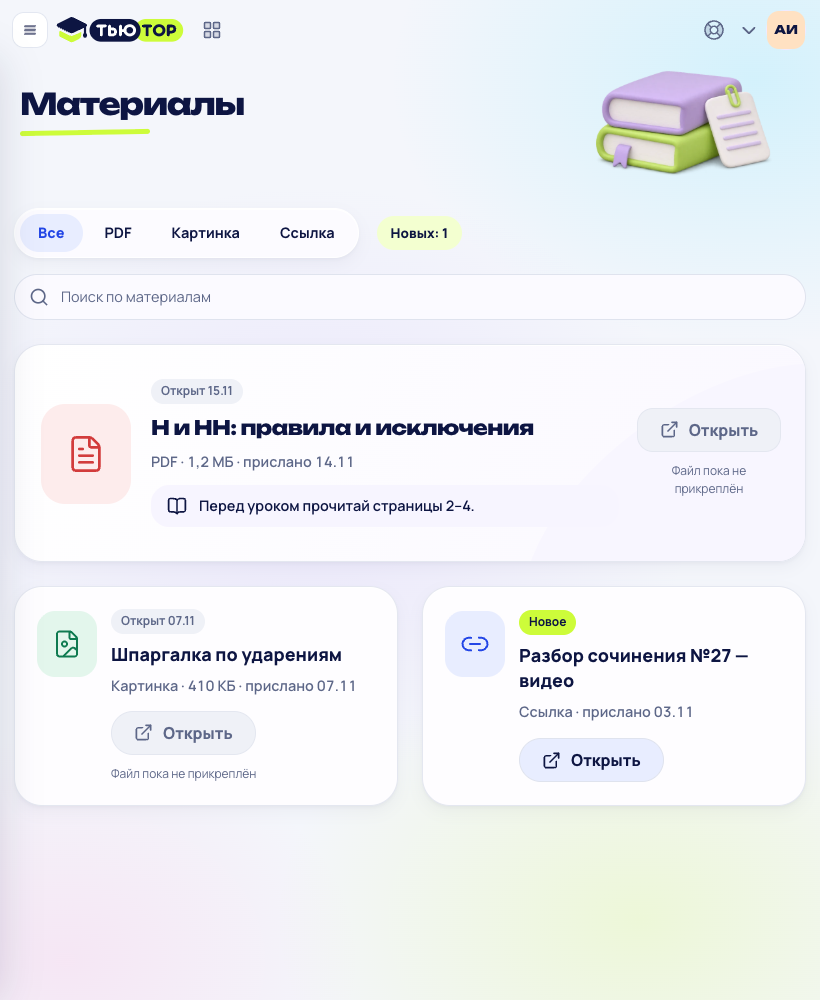 ТЬЮТОР
АИ
Материалы
Все PDF Картинка Ссылка Новых: 1
Поиск по материалам
Открыт 15.11
Н и НН: правила и исключения
PDF · 1,2 МБ · прислано 14.11
Перед уроком прочитай страницы 2–4.
Открыть
Файл пока не
прикреплён
Открыт 07.11
Шпаргалка по ударениям
Картинка · 410 КБ · прислано 07.11
Открыть
Файл пока не прикреплён
Новое
Разбор сочинения №27 —
видео
Ссылка · прислано 03.11
Открыть